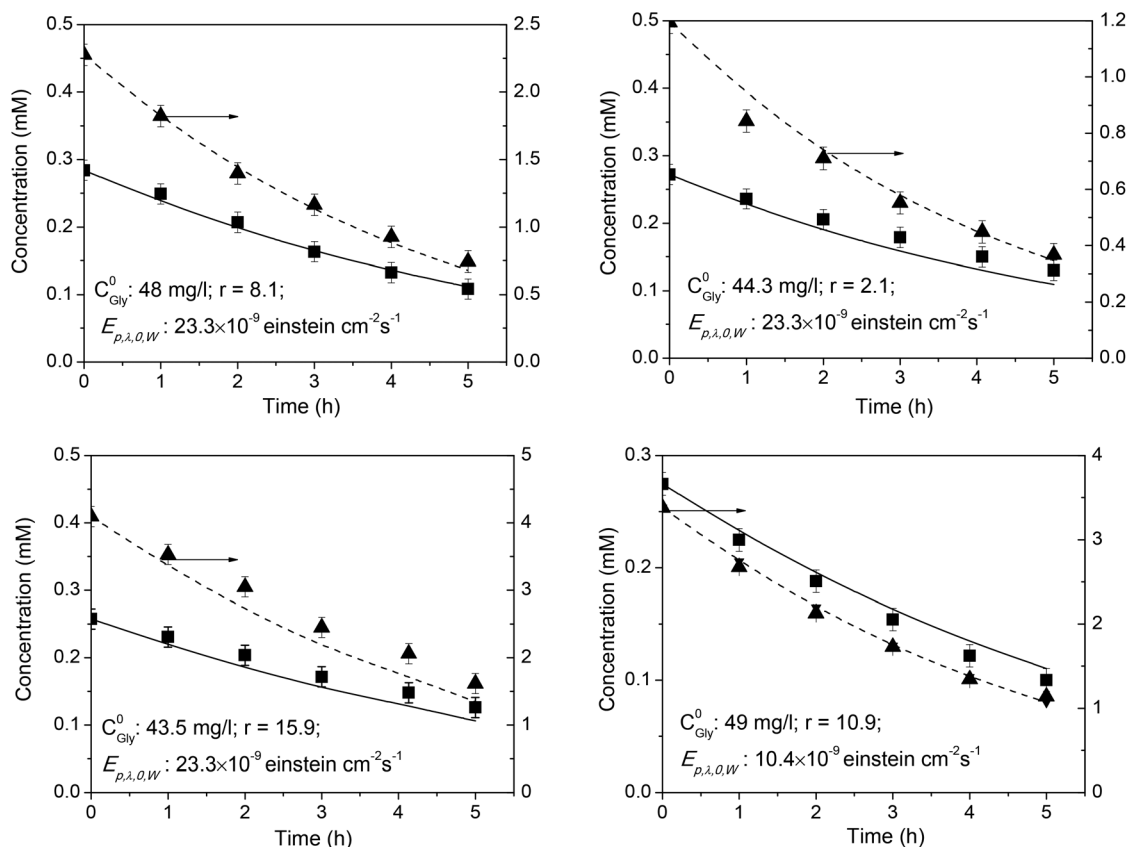 0.5
0.4
0.3
0.2
0.1
0.0
Concentration (mM)
2.5
2.0
1.5
1.0
0.5
0.0
C⁰Gly: 48 mg/l; r = 8.1;
Ep,λ,0,W : 23.3×10⁻⁹ einstein cm⁻²s⁻¹
0 1 2 3 4 5
Time (h)
0.5
0.4
0.3
0.2
0.1
0.0
Concentration (mM)
1.2
1.0
0.8
0.6
0.4
0.2
0.0
C⁰Gly: 44.3 mg/l; r = 2.1;
Ep,λ,0,W : 23.3×10⁻⁹ einstein cm⁻²s⁻¹
0 1 2 3 4 5
Time (h)
0.5
0.4
0.3
0.2
0.1
0.0
Concentration (mM)
5
4
3
2
1
0
C⁰Gly: 43.5 mg/l; r = 15.9;
Ep,λ,0,W : 23.3×10⁻⁹ einstein cm⁻²s⁻¹
0 1 2 3 4 5
Time (h)
0.3
0.2
0.1
0.0
Concentration (mM)
4
3
2
1
0
C⁰Gly: 49 mg/l; r = 10.9;
Ep,λ,0,W : 10.4×10⁻⁹ einstein cm⁻²s⁻¹
0 1 2 3 4 5
Time (h)